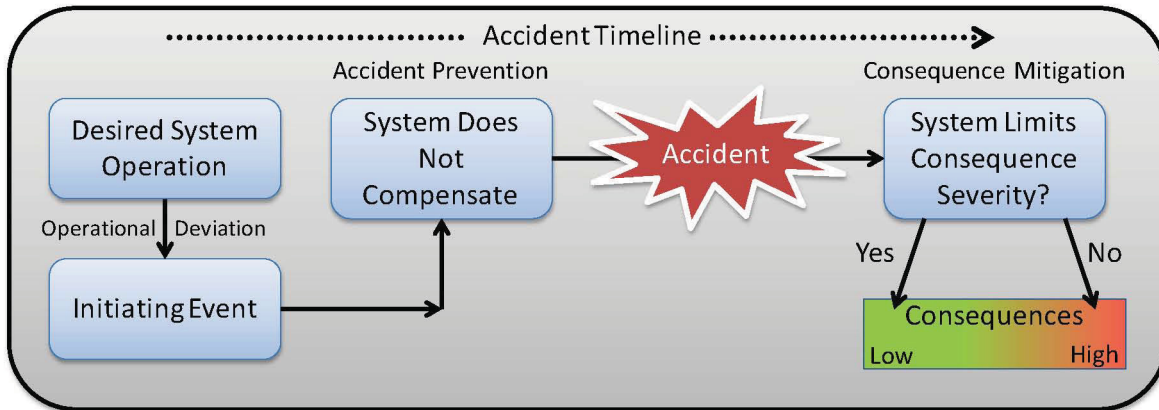 Accident Timeline
Accident Prevention
Consequence Mitigation
Desired System
Operation
System Does
Not
Compensate
Accident
System Limits
Consequence
Severity?
Operational Deviation
Yes
No
Initiating Event
Consequences
Low
High